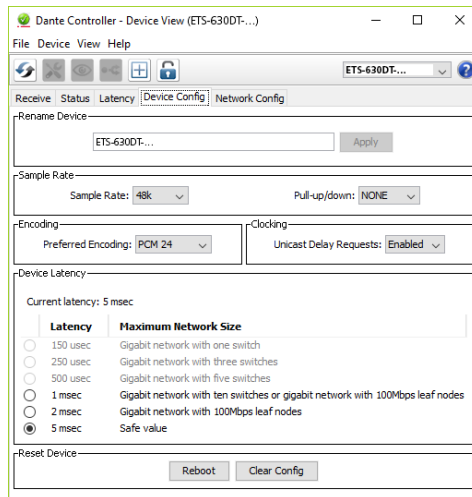 Dante Controller - Device View (ETS-630DT-...)
File Device View Help
ETS-630DT-...
Receive Status Latency Device Config Network Config
Rename Device
ETS-630DT-...
Apply
Sample Rate
Sample Rate: 48k
Pull-up/down: NONE
Encoding
Preferred Encoding: PCM 24
Clocking
Unicast Delay Requests: Enabled
Device Latency
Current latency: 5 msec
Latency Maximum Network Size
150 usec Gigabit network with one switch
250 usec Gigabit network with three switches
500 usec Gigabit network with five switches
1 msec Gigabit network with ten switches or gigabit network with 100Mbps leaf nodes
2 msec Gigabit network with 100Mbps leaf nodes
5 msec Safe value
Reset Device
Reboot Clear Config